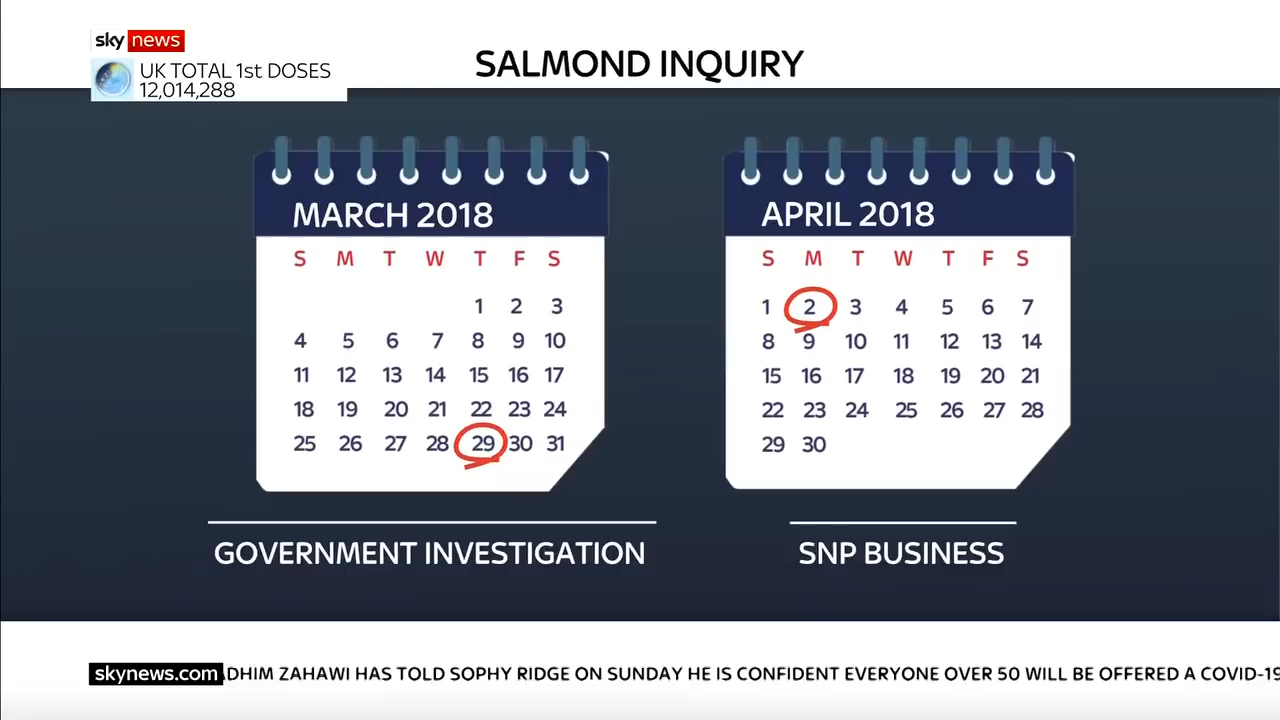 sky news
UK TOTAL 1st DOSES
12,014,288
SALMOND INQUIRY
MARCH 2018
S M T W T F S
1 2 3
4 5 6 7 8 9 10
11 12 13 14 15 16 17
18 19 20 21 22 23 24
25 26 27 28 29 30 31
GOVERNMENT INVESTIGATION
APRIL 2018
S M T W T F S
1 2 3 4 5 6 7
8 9 10 11 12 13 14
15 16 17 18 19 20 21
22 23 24 25 26 27 28
29 30
SNP BUSINESS
skynews.com
ADHIM ZAHAWI HAS TOLD SOPHY RIDGE ON SUNDAY HE IS CONFIDENT EVERYONE OVER 50 WILL BE OFFERED A COVID-19